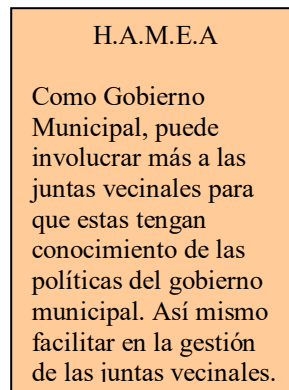 H.A.M.E.A
Como Gobierno
Municipal, puede
involucrar más a las
juntas vecinales para
que estas tengan
conocimiento de las
políticas del gobierno
municipal. Así mismo
facilitar en la gestión
de las juntas vecinales.